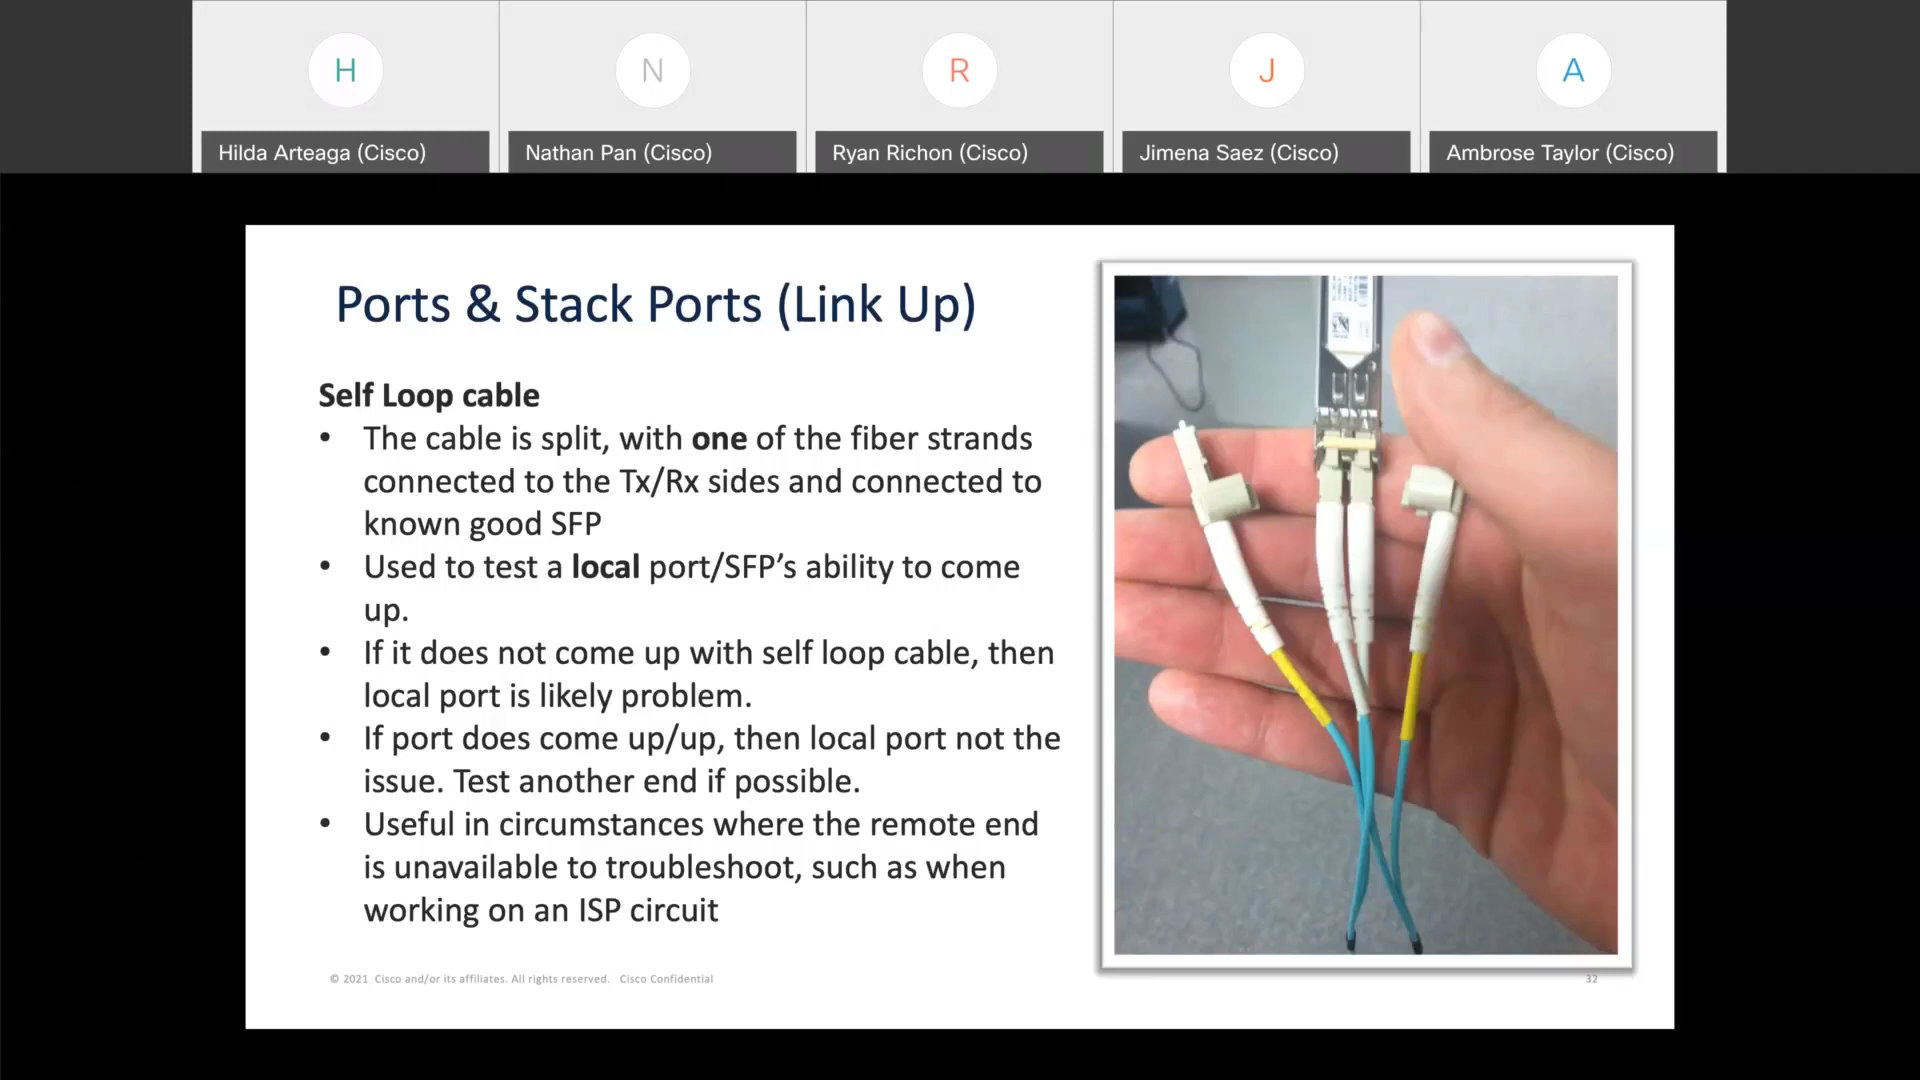 H
N
R
J
A
Hilda Arteaga (Cisco)
Nathan Pan (Cisco)
Ryan Richon (Cisco)
Jimena Saez (Cisco)
Ambrose Taylor (Cisco)
Ports & Stack Ports (Link Up)
Self Loop cable
• The cable is split, with one of the fiber strands
connected to the Tx/Rx sides and connected to
known good SFP
• Used to test a local port/SFP’s ability to come
up.
• If it does not come up with self loop cable, then
local port is likely problem.
• If port does come up/up, then local port not the
issue. Test another end if possible.
• Useful in circumstances where the remote end
is unavailable to troubleshoot, such as when
working on an ISP circuit
© 2021 Cisco and/or its affiliates. All rights reserved. Cisco Confidential
32